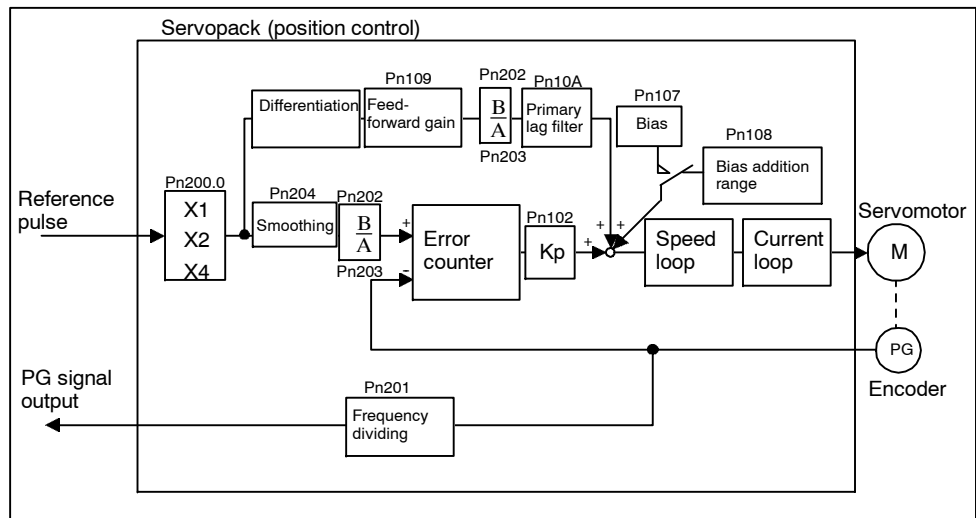 Servopack (position control)
Pn109
Pn202
Pn10A
Pn107
Differentiation
Feed-
forward gain
B
A
Primary
lag filter
Bias
Pn108
Pn203
Bias addition
range
Reference
pulse
Pn200.0
X1
X2
X4
Pn204
Smoothing
Pn202
B
A
Pn203
+
-
Error
counter
Pn102
Kp
+
+
+
Speed
loop
Current
loop
Servomotor
M
PG
Encoder
PG signal
output
Pn201
Frequency
dividing